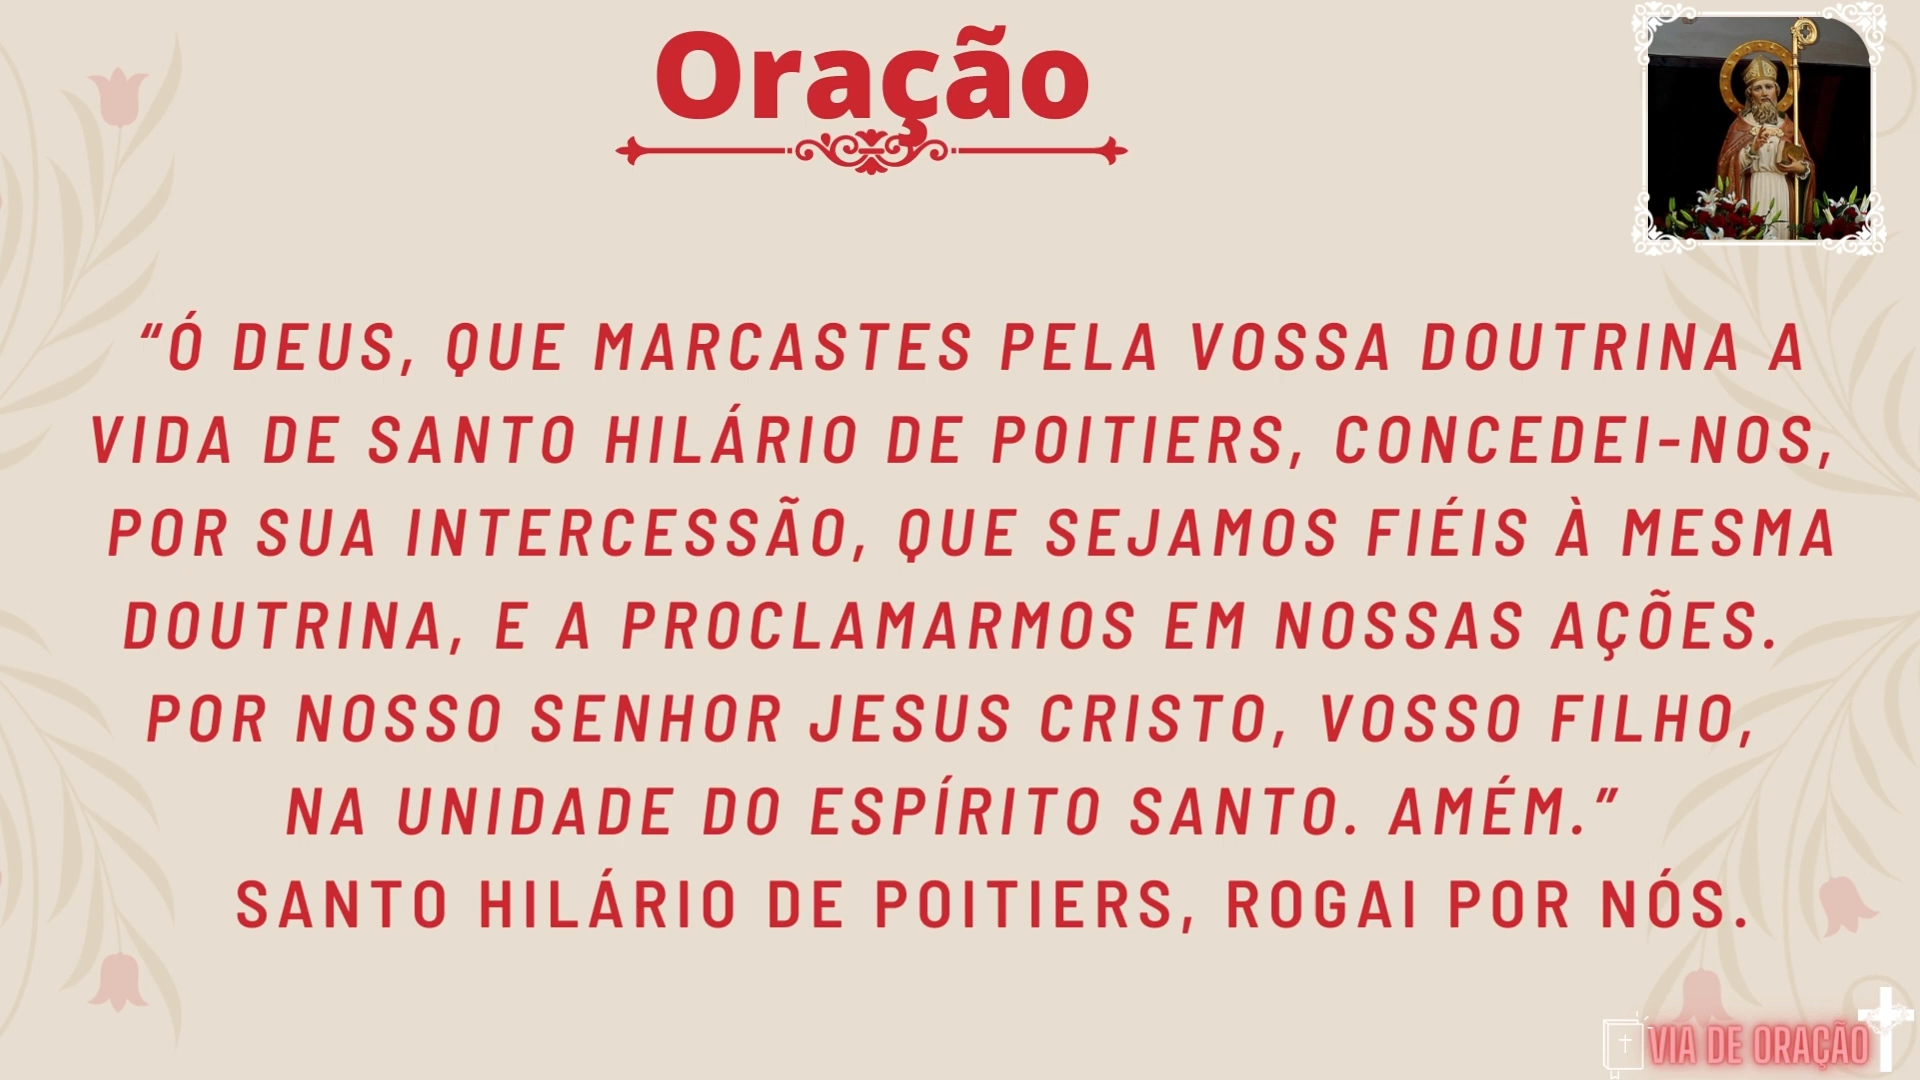 Oração
“Ó DEUS, QUE MARCASTES PELA VOSSA DOUTRINA A
VIDA DE SANTO HILÁRIO DE POITIERS, CONCEDEI-NOS,
POR SUA INTERCESSÃO, QUE SEJAMOS FIÉIS À MESMA
DOUTRINA, E A PROCLAMARMOS EM NOSSAS AÇÕES.
POR NOSSO SENHOR JESUS CRISTO, VOSSO FILHO,
NA UNIDADE DO ESPÍRITO SANTO. AMÉM.”
SANTO HILÁRIO DE POITIERS, ROGAI POR NÓS.
VIA DE ORAÇÃO